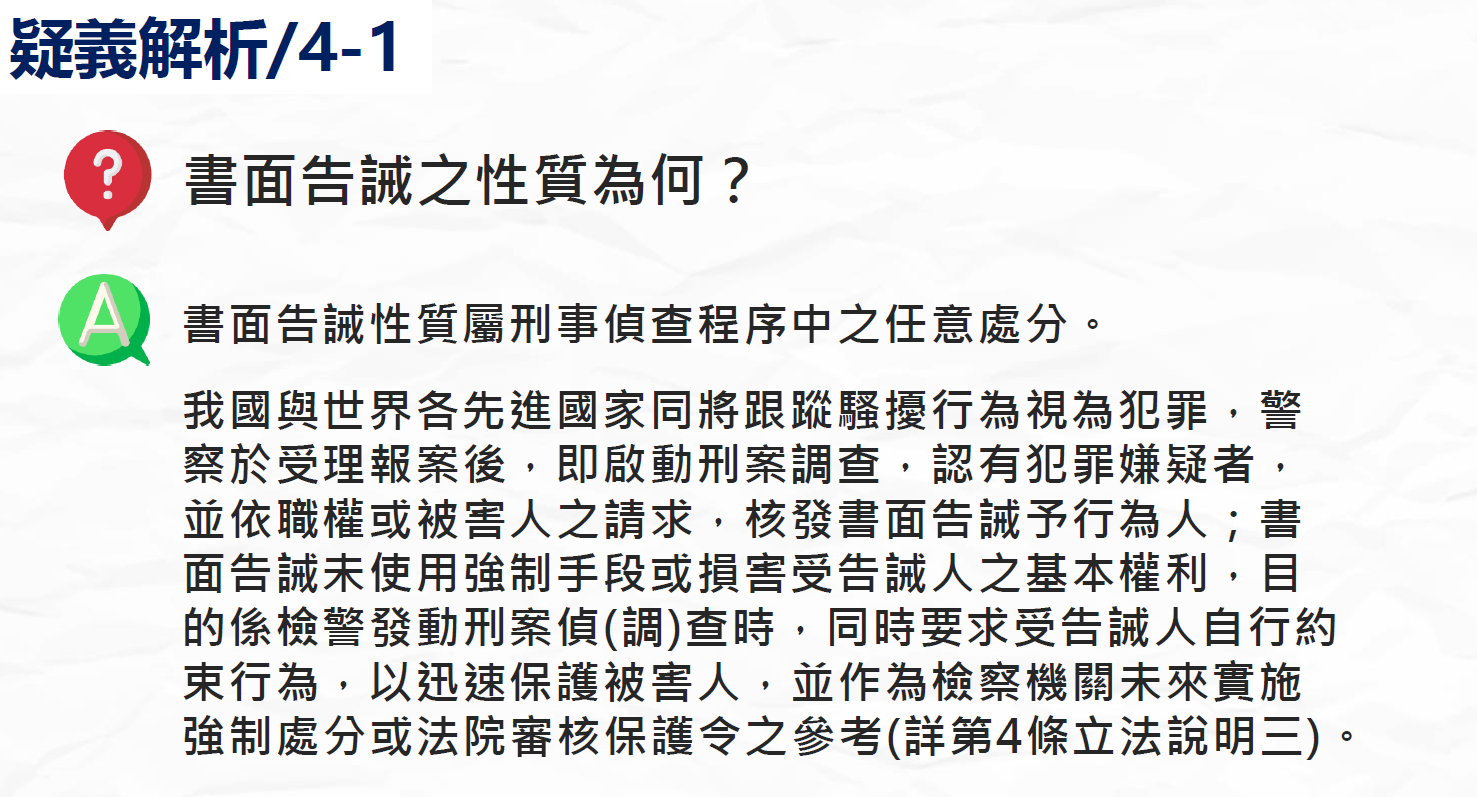 疑義解析/4-1
?
書面告誡之性質為何？
A
書面告誡性質屬刑事偵查程序中之任意處分。
我國與世界各先進國家同將跟蹤騷擾行為視為犯罪，警
察於受理報案後，即啟動刑案調查，認有犯罪嫌疑者，
並依職權或被害人之請求，核發書面告誡予行為人；書
面告誡未使用強制手段或損害受告誡人之基本權利，目
的係檢警發動刑案偵(調)查時，同時要求受告誡人自行約
束行為，以迅速保護被害人，並作為檢察機關未來實施
強制處分或法院審核保護令之參考(詳第4條立法說明三)。